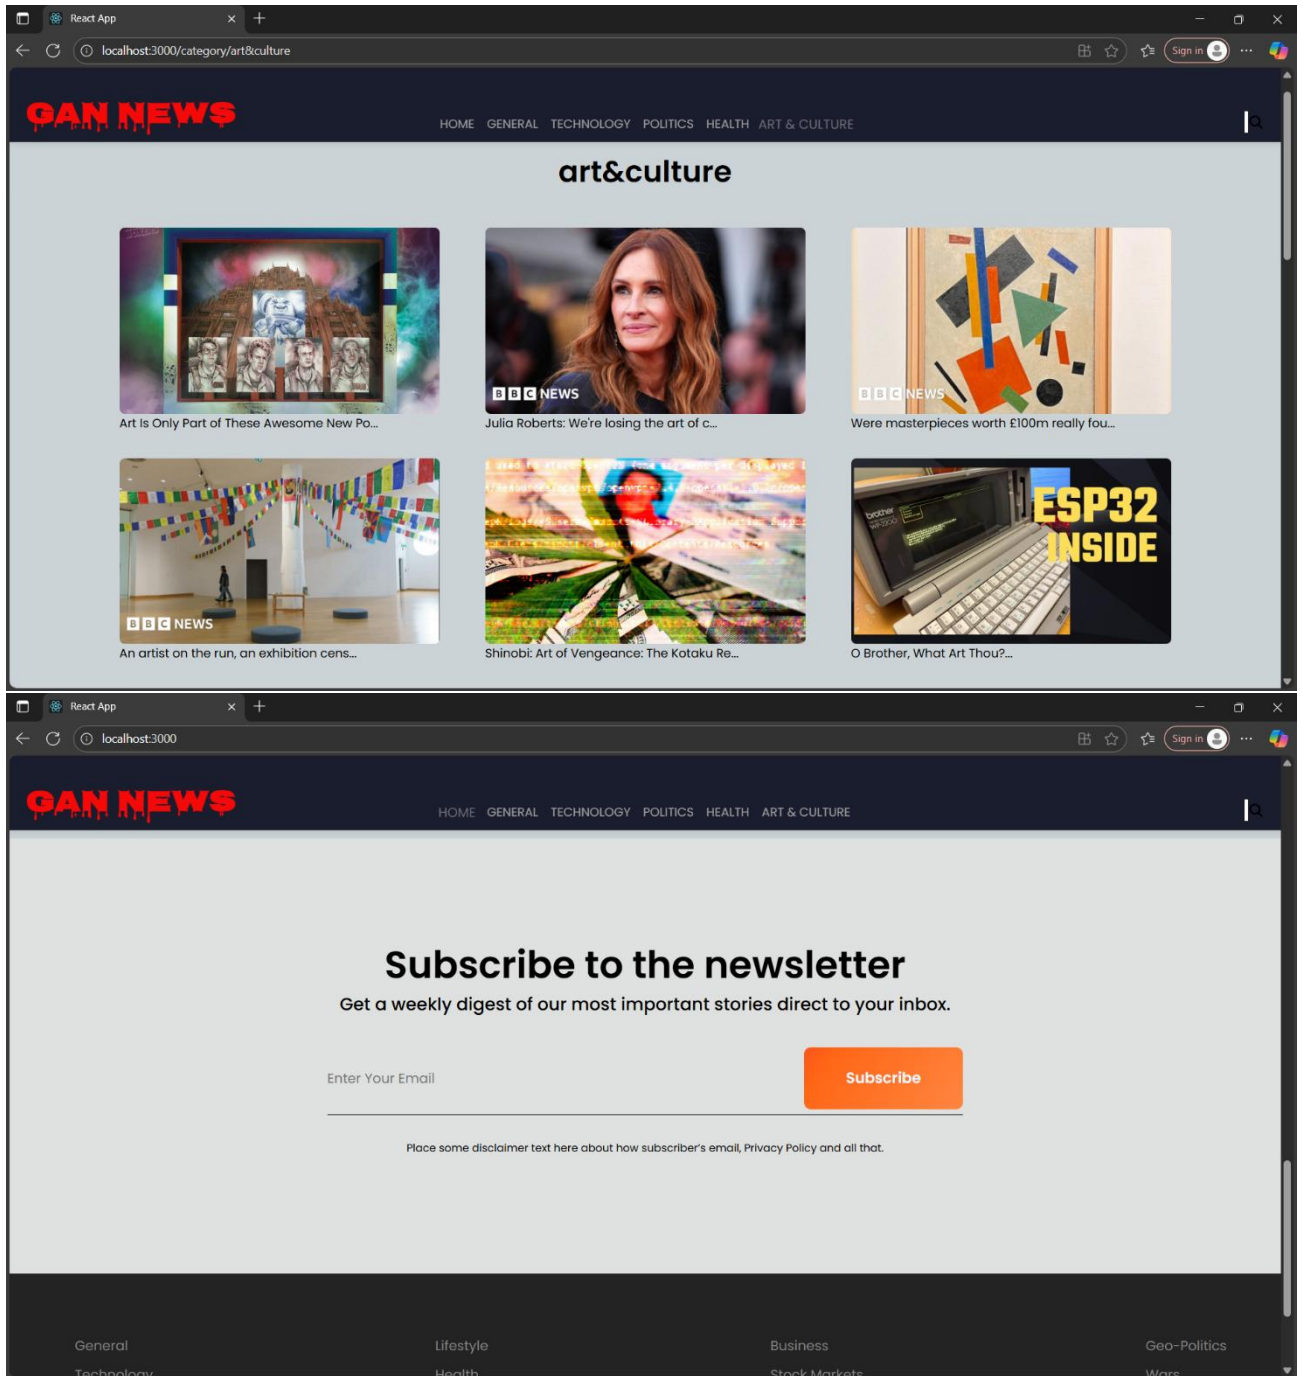 React App
localhost:3000/category/art&culture
Sign in
GAN NEWS
HOME GENERAL TECHNOLOGY POLITICS HEALTH ART & CULTURE
art&culture
BBC NEWS
BBC NEWS
Art Is Only Part of These Awesome New Po...
Julia Roberts: We're losing the art of c...
Were masterpieces worth £100m really fou...
ESP32
INSIDE
brother
BBC NEWS
An artist on the run, an exhibition cens...
Shinobi: Art of Vengeance: The Kotaku Re...
O Brother, What Art Thou?...
React App
localhost:3000
Sign in
GAN NEWS
HOME GENERAL TECHNOLOGY POLITICS HEALTH ART & CULTURE
Subscribe to the newsletter
Get a weekly digest of our most important stories direct to your inbox.
Enter Your Email
Subscribe
Place some disclaimer text here about how subscriber's email, Privacy Policy and all that.
General Lifestyle Business Geo-Politics
Technology Health Stock Markets Wars